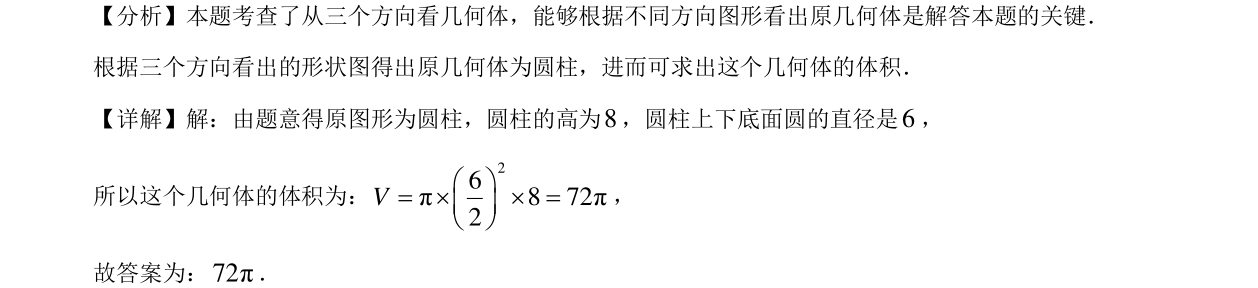 【分析】本题考查了从三个方向看几何体，能够根据不同方向图形看出原几何体是解答本题的关键．
根据三个方向看出的形状图得出原几何体为圆柱，进而可求出这个几何体的体积．
【详解】解：由题意得原图形为圆柱，圆柱的高为8，圆柱上下底面圆的直径是6，
所以这个几何体的体积为：V = π×(6/2)²×8 = 72π，
故答案为：72π．